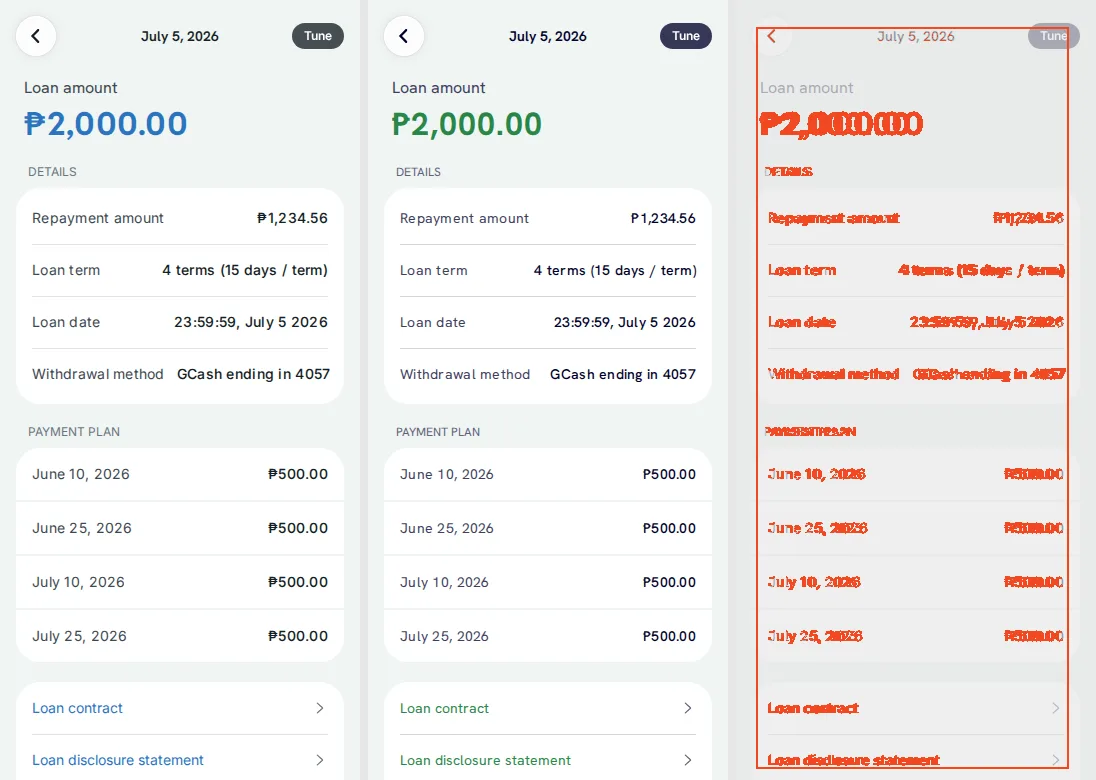 July 5, 2026
Tune
Loan amount
₱2,000.00
DETAILS
Repayment amount ₱1,234.56
Loan term 4 terms (15 days / term)
Loan date 23:59:59, July 5 2026
Withdrawal method GCash ending in 4057
PAYMENT PLAN
June 10, 2026 ₱500.00
June 25, 2026 ₱500.00
July 10, 2026 ₱500.00
July 25, 2026 ₱500.00
Loan contract
Loan disclosure statement
July 5, 2026
Tune
Loan amount
₱2,000.00
DETAILS
Repayment amount ₱1,234.56
Loan term 4 terms (15 days / term)
Loan date 23:59:59, July 5 2026
Withdrawal method GCash ending in 4057
PAYMENT PLAN
June 10, 2026 ₱500.00
June 25, 2026 ₱500.00
July 10, 2026 ₱500.00
July 25, 2026 ₱500.00
Loan contract
Loan disclosure statement
July 5, 2026
Tune
Loan amount
Repayment amount
Loan term
Loan date
Withdrawal method
June 10, 2026
June 25, 2026
July 10, 2026
July 25, 2026
Loan contract
Loan disclosure statement